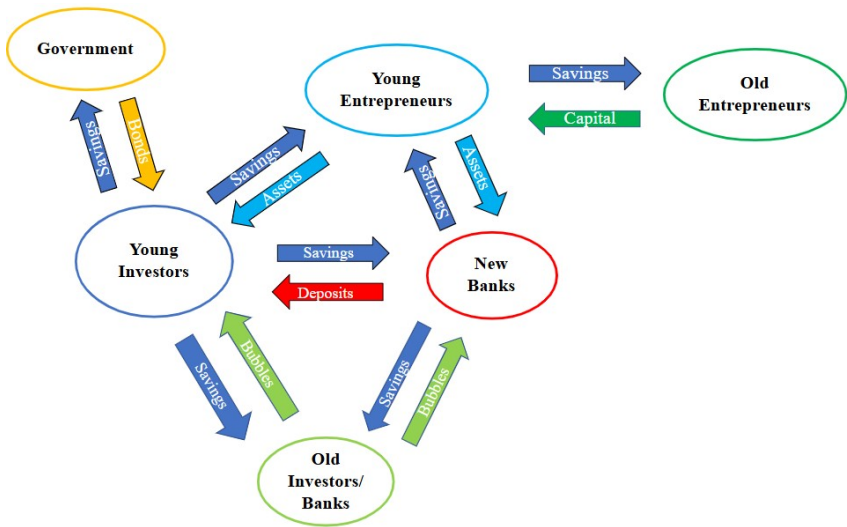 Government
Young
Entrepreneurs
Savings
Old
Entrepreneurs
Capital
Savings
Bonds
Savings
Assets
Savings
Assets
Young
Investors
Savings
New
Banks
Deposits
Savings
Bubbles
Savings
Bubbles
Old
Investors/
Banks